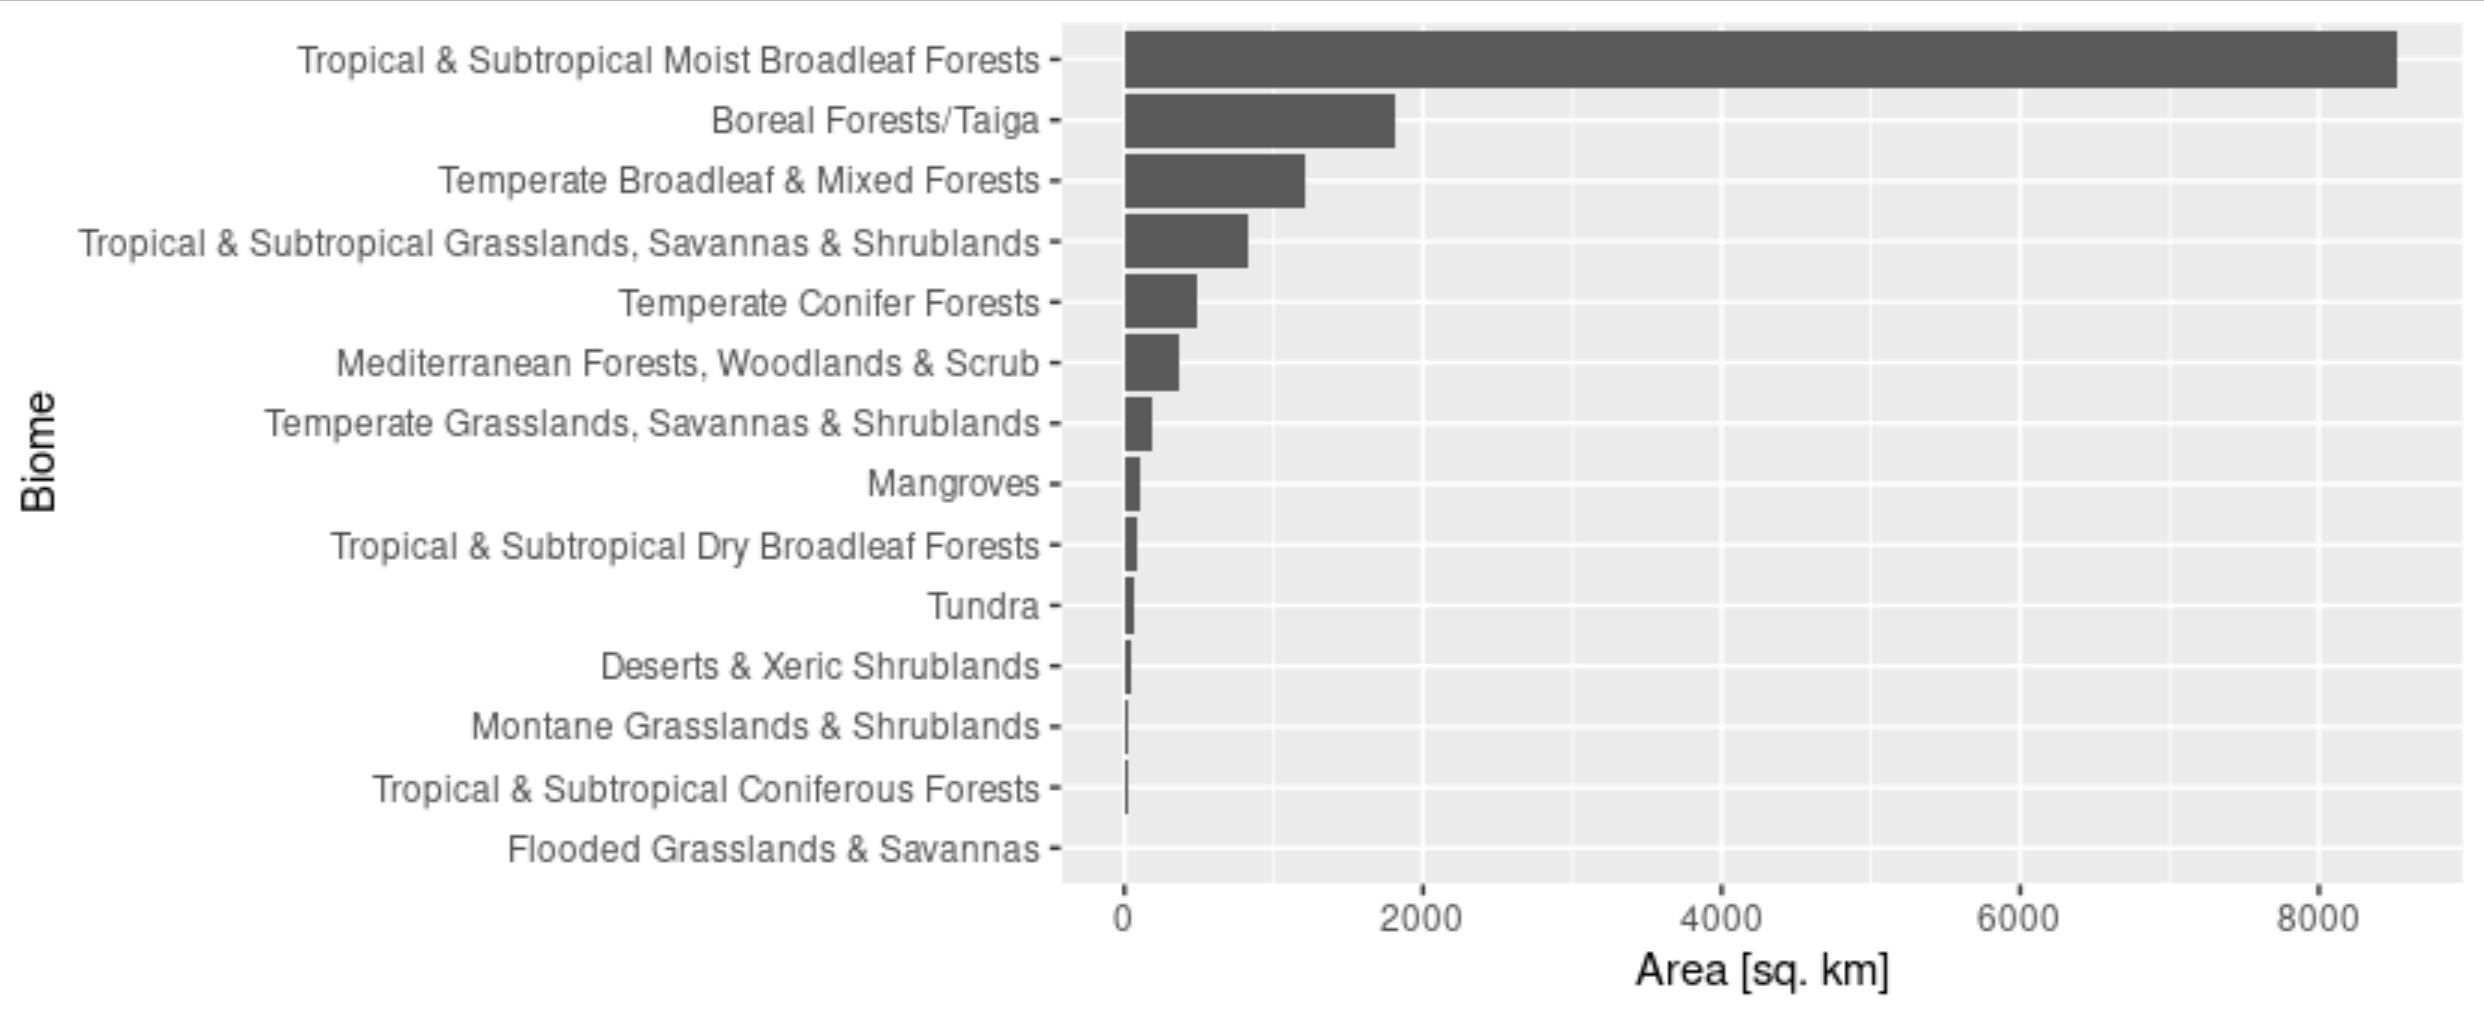 Tropical & Subtropical Moist Broadleaf Forests
Boreal Forests/Taiga
Temperate Broadleaf & Mixed Forests
Tropical & Subtropical Grasslands, Savannas & Shrublands
Temperate Conifer Forests
Mediterranean Forests, Woodlands & Scrub
Temperate Grasslands, Savannas & Shrublands
Mangroves
Tropical & Subtropical Dry Broadleaf Forests
Tundra
Deserts & Xeric Shrublands
Montane Grasslands & Shrublands
Tropical & Subtropical Coniferous Forests
Flooded Grasslands & Savannas
Biome
0 2000 4000 6000 8000
Area [sq. km]